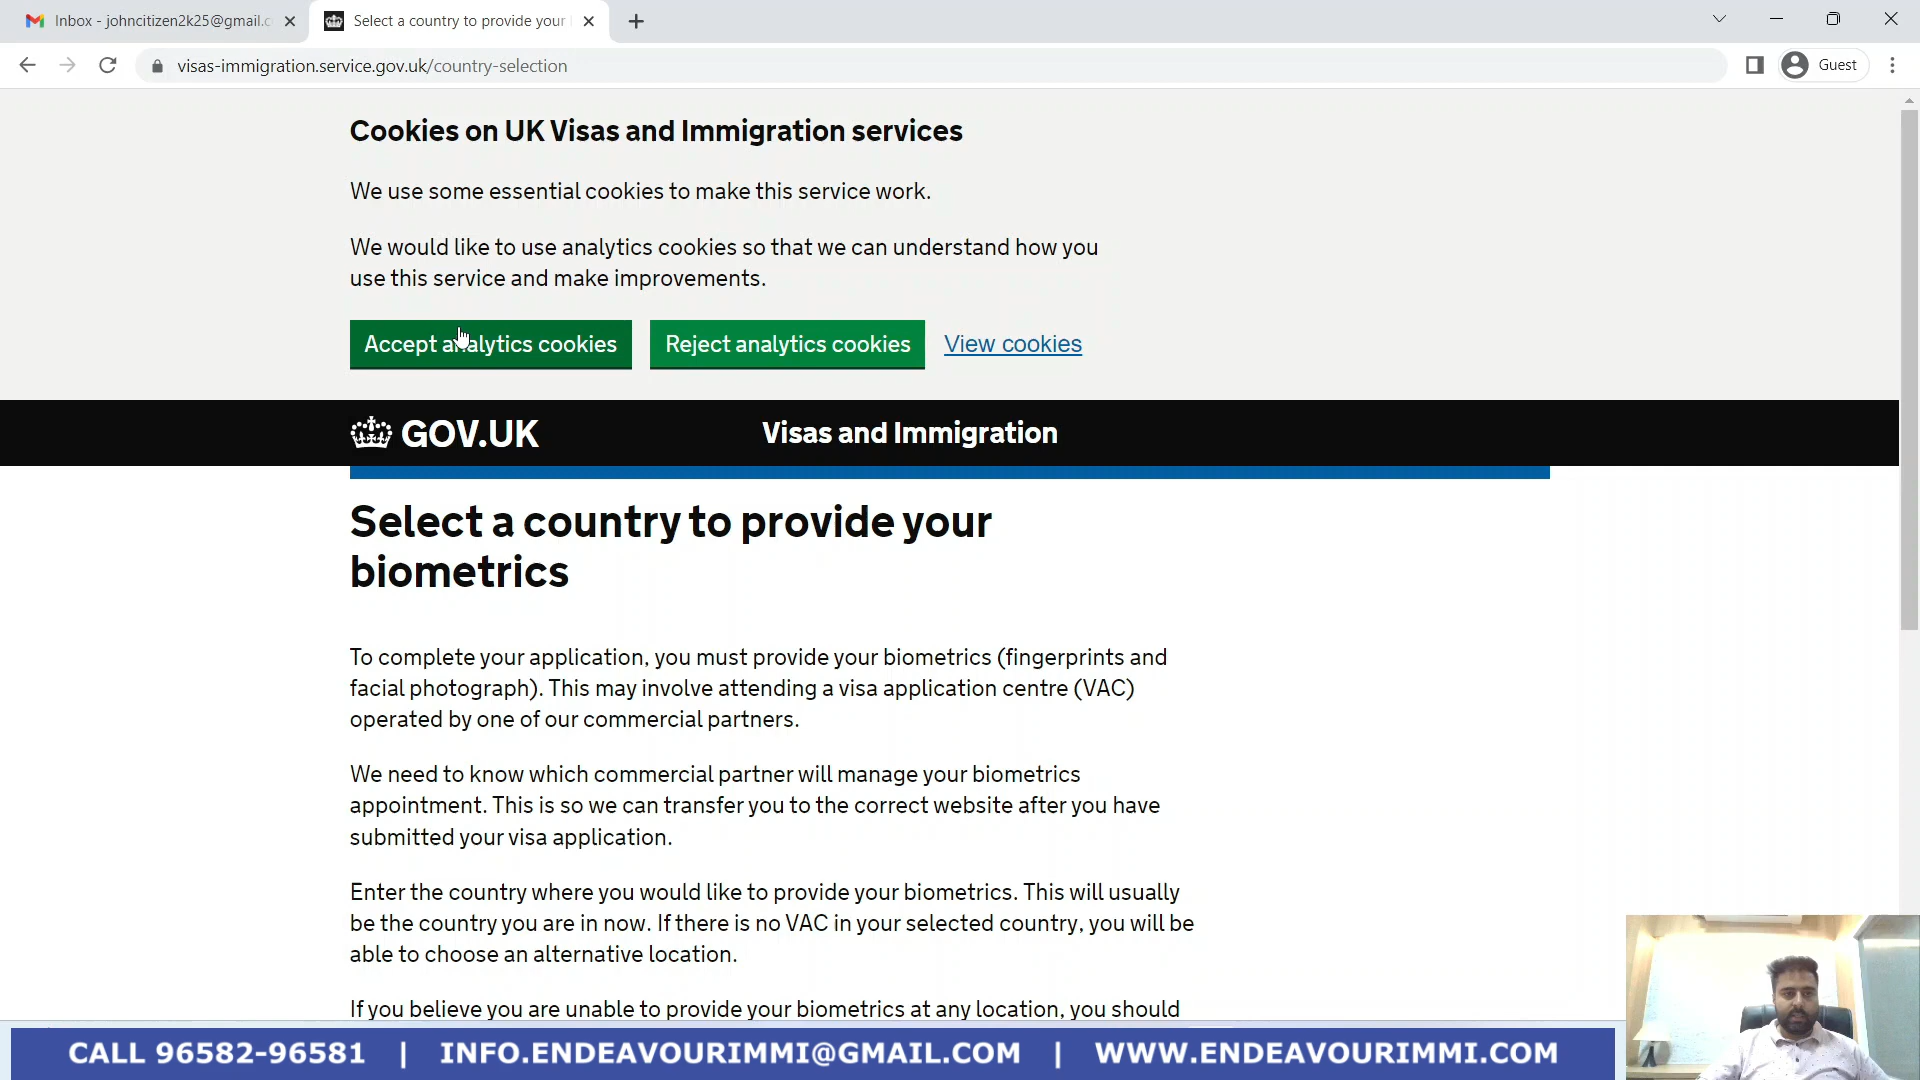 Inbox - johncitizen2k25@gmail.c
Select a country to provide your
visas-immigration.service.gov.uk/country-selection
Guest
Cookies on UK Visas and Immigration services
We use some essential cookies to make this service work.
We would like to use analytics cookies so that we can understand how you
use this service and make improvements.
Accept analytics cookies
Reject analytics cookies
View cookies
GOV.UK
Visas and Immigration
Select a country to provide your
biometrics
To complete your application, you must provide your biometrics (fingerprints and
facial photograph). This may involve attending a visa application centre (VAC)
operated by one of our commercial partners.
We need to know which commercial partner will manage your biometrics
appointment. This is so we can transfer you to the correct website after you have
submitted your visa application.
Enter the country where you would like to provide your biometrics. This will usually
be the country you are in now. If there is no VAC in your selected country, you will be
able to choose an alternative location.
If you believe you are unable to provide your biometrics at any location, you should
CALL 96582-96581 | INFO.ENDEAVOURIMMI@GMAIL.COM | WWW.ENDEAVOURIMMI.COM